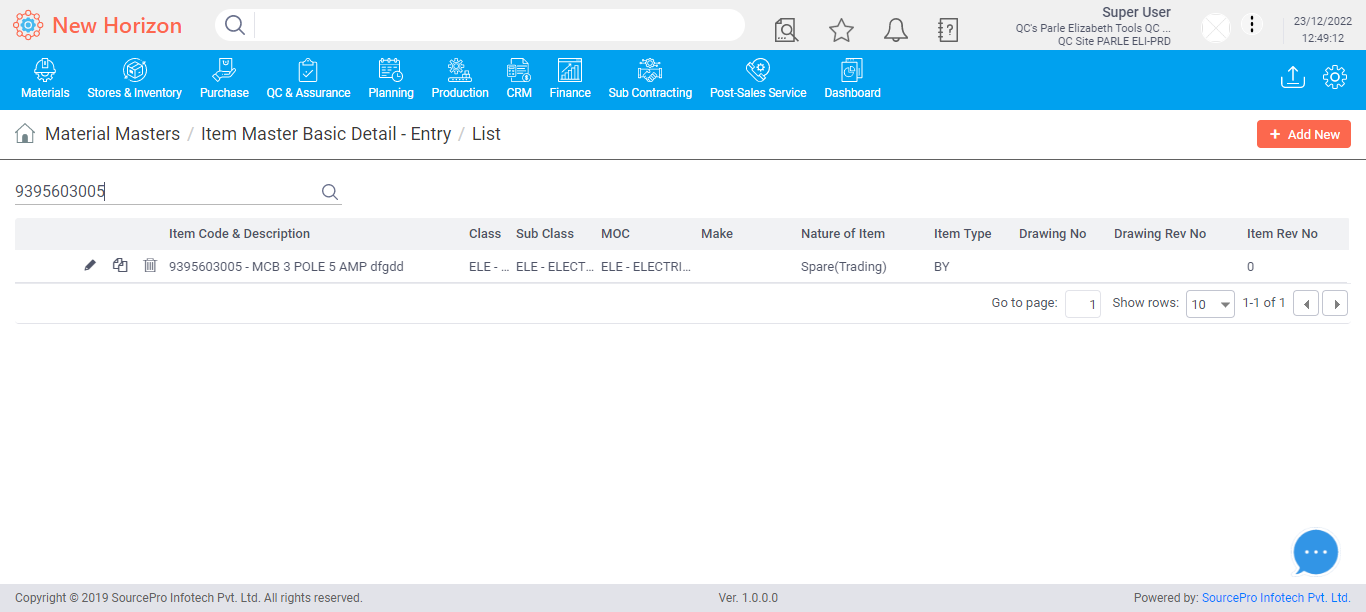 New Horizon
Super User
QC's Parle Elizabeth Tools QC ...
QC Site PARLE ELI-PRD
23/12/2022
12:49:12
Materials Stores & Inventory Purchase QC & Assurance Planning Production CRM Finance Sub Contracting Post-Sales Service Dashboard
Material Masters / Item Master Basic Detail - Entry / List
+ Add New
9395603005
Item Code & Description Class Sub Class MOC Make Nature of Item Item Type Drawing No Drawing Rev No Item Rev No
9395603005 - MCB 3 POLE 5 AMP dfgdd ELE - ... ELE - ELECT... ELE - ELECTRI... Spare(Trading) BY 0
Go to page: 1 Show rows: 10 1-1 of 1
Copyright © 2019 SourcePro Infotech Pvt. Ltd. All rights reserved. Ver. 1.0.0.0 Powered by: SourcePro Infotech Pvt. Ltd.